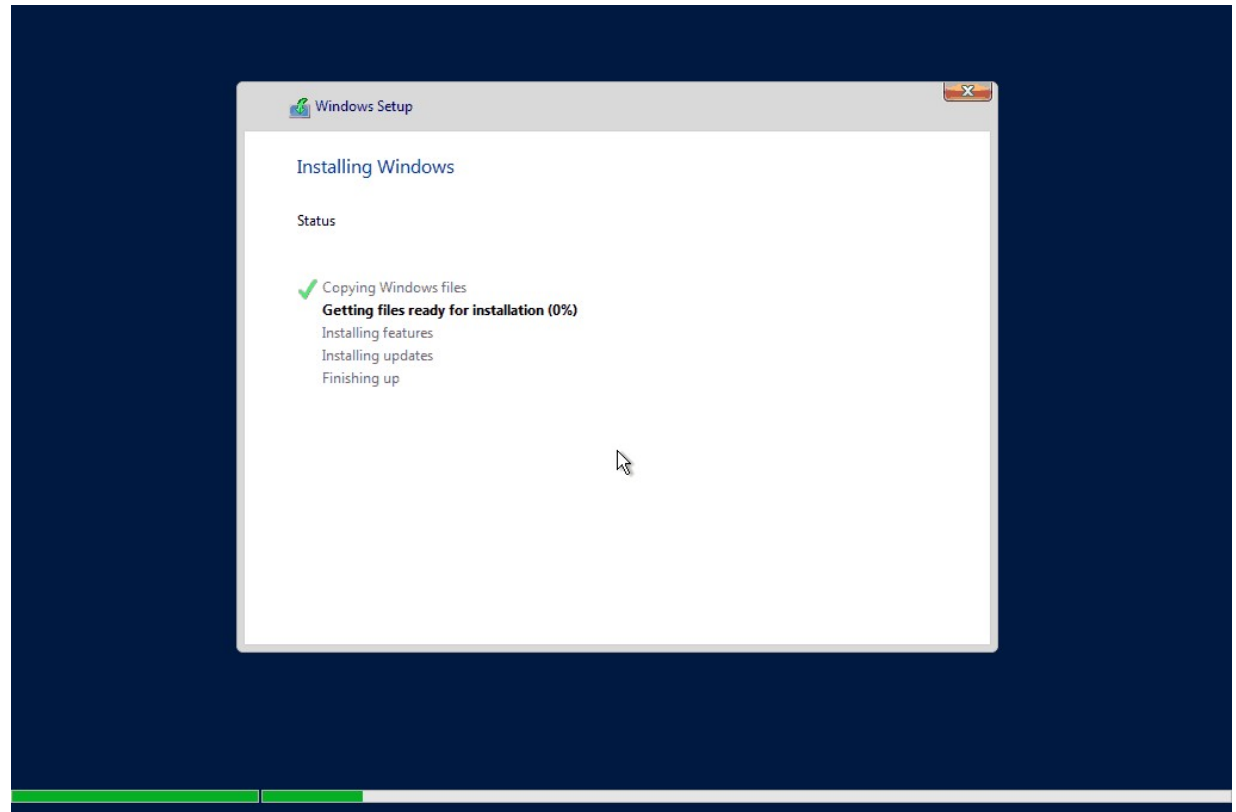 Windows Setup
Installing Windows
Status
Copying Windows files
Getting files ready for installation (0%)
Installing features
Installing updates
Finishing up